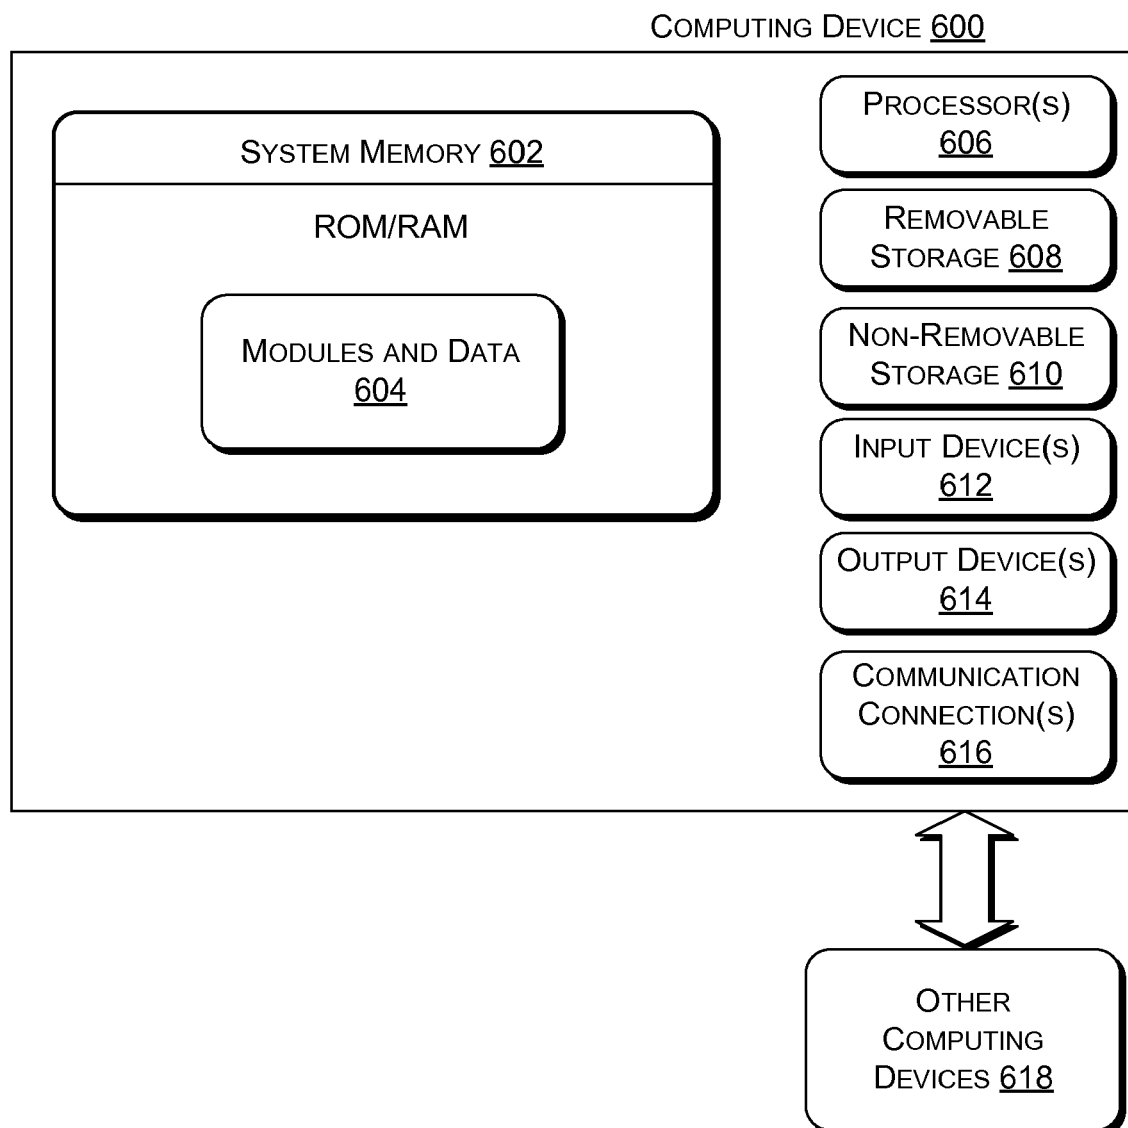 COMPUTING DEVICE 600
SYSTEM MEMORY 602
ROM/RAM
MODULES AND DATA
604
PROCESSOR(S)
606
REMOVABLE
STORAGE 608
NON-REMOVABLE
STORAGE 610
INPUT DEVICE(S)
612
OUTPUT DEVICE(S)
614
COMMUNICATION
CONNECTION(S)
616
OTHER
COMPUTING
DEVICES 618